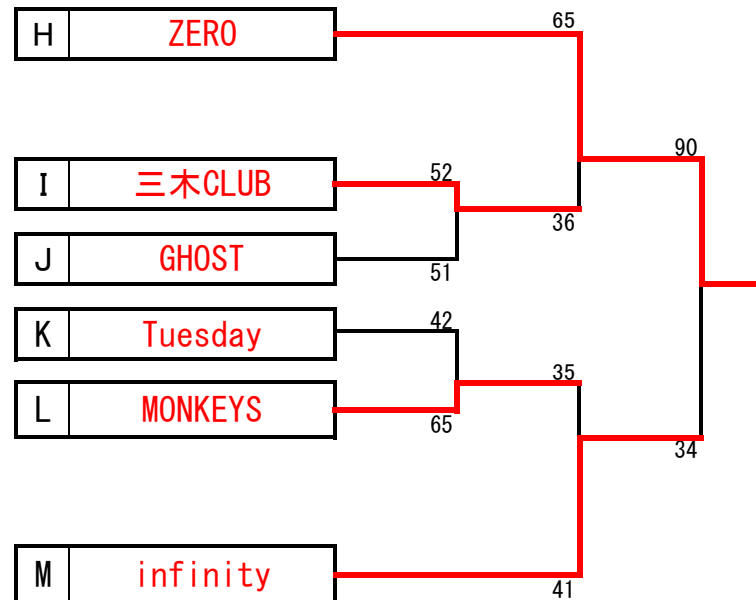 H ZERO
65
90
I 三木CLUB
52
36
J GHOST
51
K Tuesday
42
35
L MONKEYS
65
34
M infinity
41